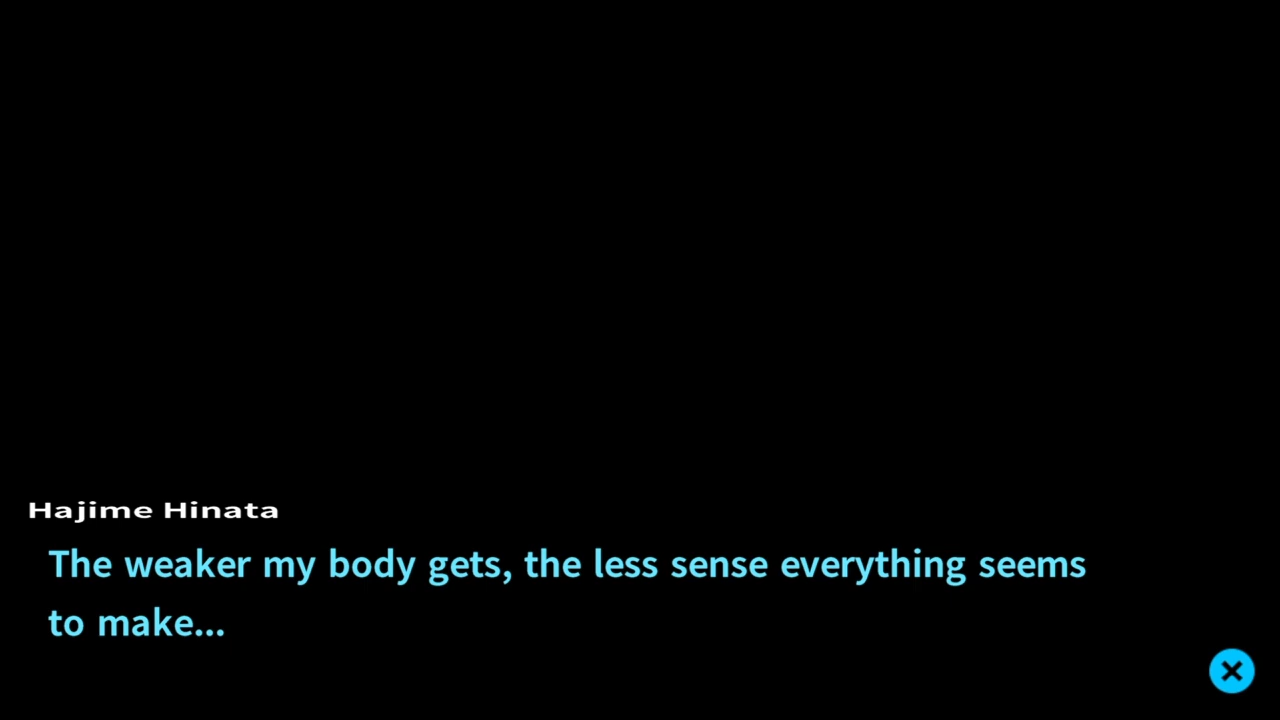 Hajime Hinata
The weaker my body gets, the less sense everything seems
to make...